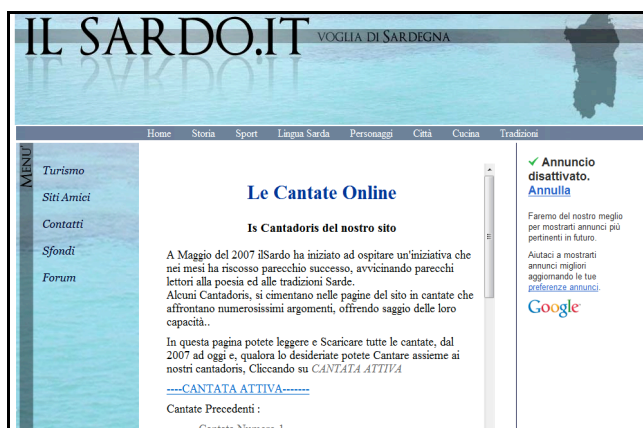 IL SARDO.IT VOGLIA DI SARDEGNA
Home Storia Sport Lingua Sarda Personaggi Città Cucina Tradizioni
MENU'
Turismo
Siti Amici
Contatti
Sfondi
Forum
Le Cantate Online
Is Cantadoris del nostro sito
A Maggio del 2007 ilSardo ha iniziato ad ospitare un'iniziativa che
nei mesi ha riscosso parecchio successo, avvicinando parecchi
lettori alla poesia ed alle tradizioni Sarde.
Alcuni Cantadoris, si cimentano nelle pagine del sito in cantate che
affrontano numerosissimi argomenti, offrendo saggio delle loro
capacità..
In questa pagina potete leggere e Scaricare tutte le cantate, dal
2007 ad oggi e, qualora lo desideriate potete Cantare assieme ai
nostri cantadoris, Cliccando su CANTATA ATTIVA
----CANTATA ATTIVA-------
Cantate Precedenti :
Cantata Numero 1
Annuncio
disattivato.
Annulla
Faremo del nostro meglio
per mostrarti annunci più
pertinenti in futuro.
Aiutaci a mostrarti
annunci migliori
aggiornando le tue
preferenze annunci.
Google